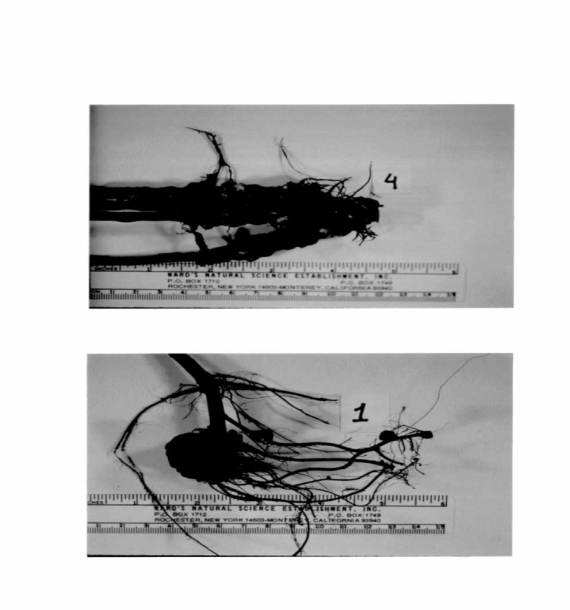 4
WARD'S NATURAL SCIENCE ESTABLISHMENT, INC.
P.O. BOX 1712 P.O. BOX 1749
ROCHESTER, NEW YORK 14603-MONTEREY, CALIFORNIA 93940
1
WARD'S NATURAL SCIENCE ESTABLISHMENT, INC.
P.O. BOX 1712 P.O. BOX 1749
ROCHESTER, NEW YORK 14603-MONTEREY, CALIFORNIA 93940